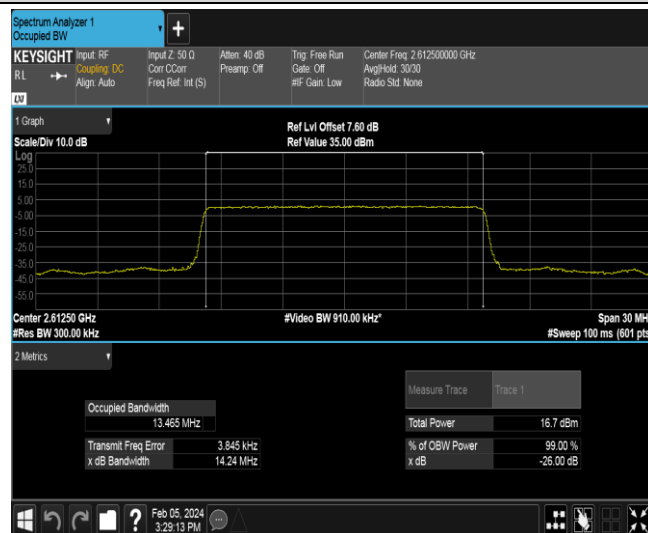 Spectrum Analyzer 1
Occupied BW
+
KEYSIGHT Input: RF Input Z: 50 Ω Atten: 40 dB Trig: Free Run Center Freq: 2.612500000 GHz
RL Coupling: DC Corr CCorr Preamp: Off Gate: Off Avg|Hold: 30/30
Align: Auto Freq Ref: Int (S) #IF Gain: Low Radio Std: None
LXI
1 Graph Ref Lvl Offset 7.60 dB
Scale/Div 10.0 dB Ref Value 35.00 dBm
Log
25.0
15.0
5.00
-5.00
-15.0
-25.0
-35.0
-45.0
-55.0
Center 2.61250 GHz #Video BW 910.00 kHz* Span 30 MH
#Res BW 300.00 kHz #Sweep 100 ms (601 pts
2 Metrics
Measure Trace Trace 1
Occupied Bandwidth
13.465 MHz Total Power 16.7 dBm
Transmit Freq Error 3.845 kHz % of OBW Power 99.00 %
x dB Bandwidth 14.24 MHz x dB -26.00 dB
? Feb 05, 2024
3:29:13 PM